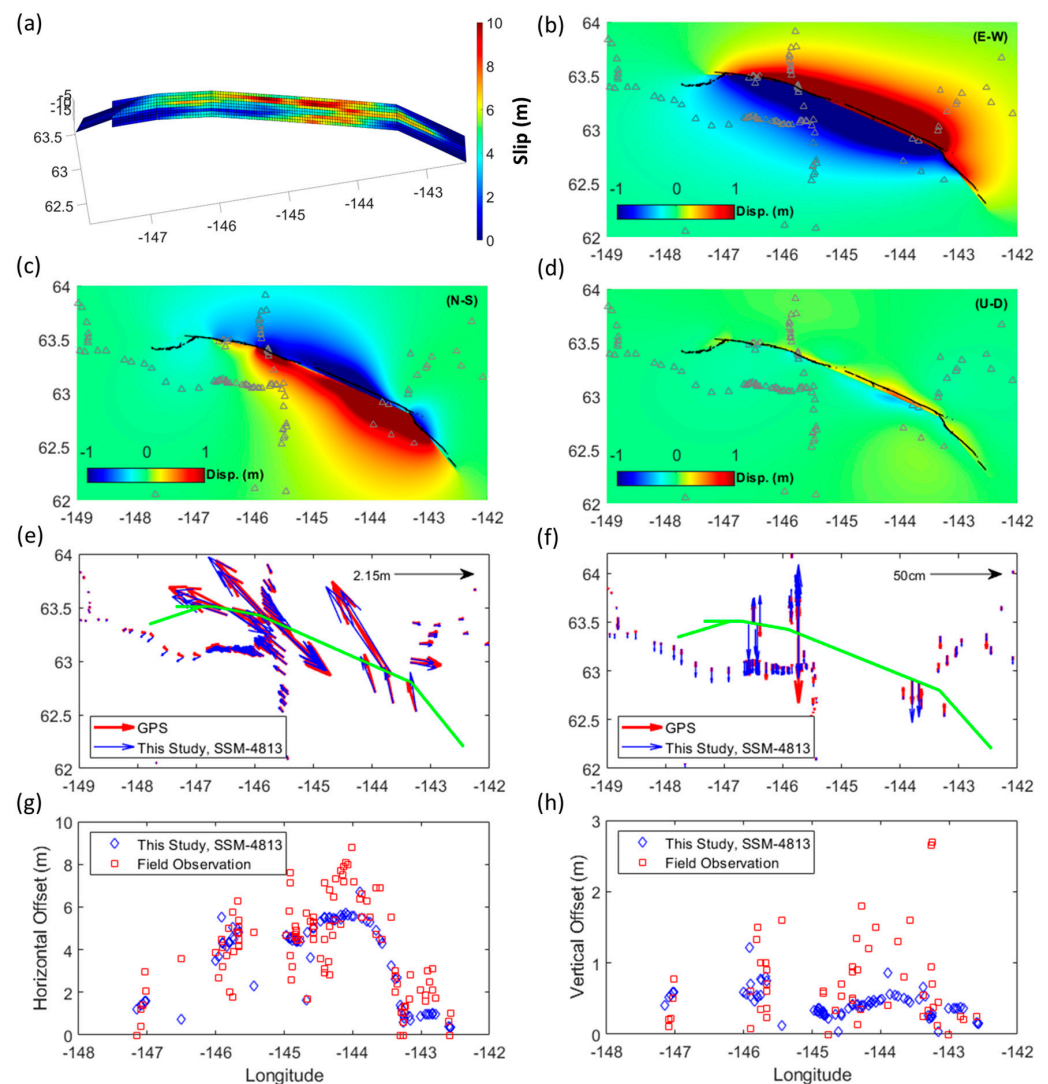 (a)
-5
-10
-15
63.5
63
62.5
-147
-146
-145
-144
-143
10
8
6
4
2
0
Slip (m)
(b)
(E-W)
64
63.5
63
62.5
62
-1 0 1
Disp. (m)
-149 -148 -147 -146 -145 -144 -143 -142
(c)
(N-S)
64
63.5
63
62.5
62
-1 0 1
Disp. (m)
-149 -148 -147 -146 -145 -144 -143 -142
(d)
(U-D)
64
63.5
63
62.5
62
-1 0 1
Disp. (m)
-149 -148 -147 -146 -145 -144 -143 -142
(e)
2.15m
64
63.5
63
62.5
62
GPS
This Study, SSM-4813
-149 -148 -147 -146 -145 -144 -143 -142
(f)
50cm
64
63.5
63
62.5
62
GPS
This Study, SSM-4813
-149 -148 -147 -146 -145 -144 -143 -142
(g)
This Study, SSM-4813
Field Observation
10
8
6
4
2
0
Horizontal Offset (m)
-148 -147 -146 -145 -144 -143 -142
Longitude
(h)
This Study, SSM-4813
Field Observation
3
2
1
0
Vertical Offset (m)
-148 -147 -146 -145 -144 -143 -142
Longitude